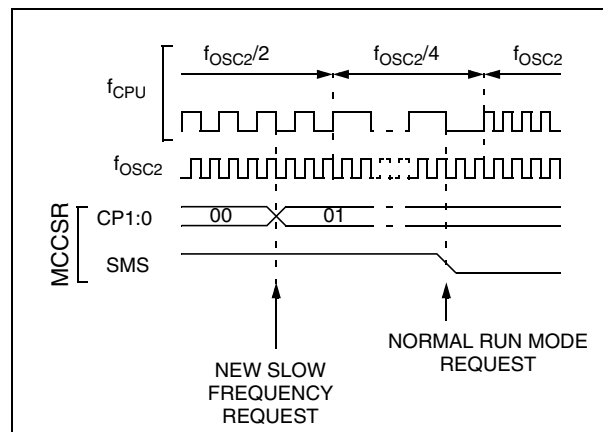 fOSC2/2 fOSC2/4 fOSC2
fCPU
fOSC2
MCCSR
CP1:0 00 01
SMS
NEW SLOW
FREQUENCY
REQUEST
NORMAL RUN MODE
REQUEST